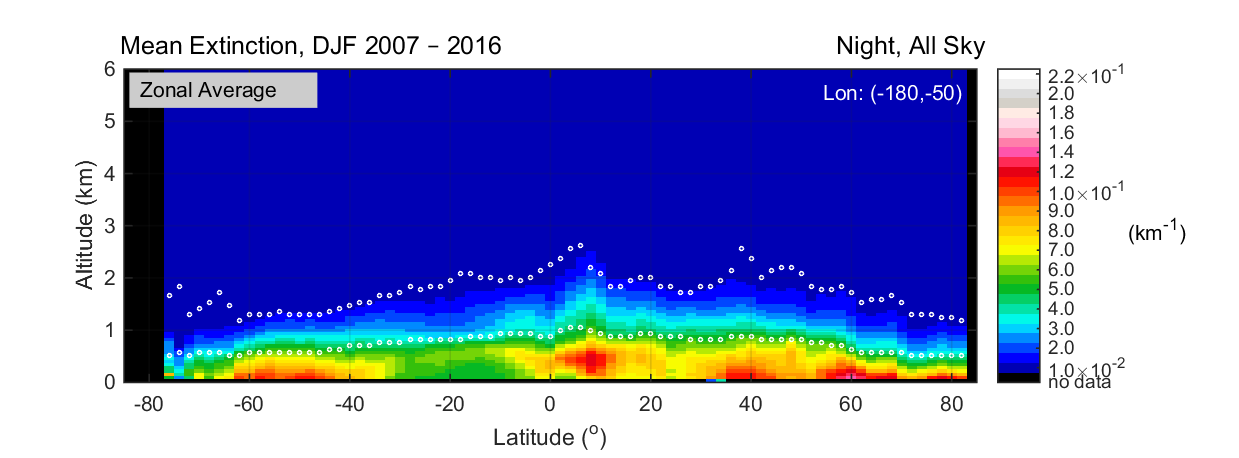 Mean Extinction, DJF 2007 – 2016
Night, All Sky
Zonal Average
Lon: (-180,-50)
6
5
4
3
2
1
0
Altitude (km)
-80 -60 -40 -20 0 20 40 60 80
Latitude (°)
2.2×10⁻¹
2.0
1.8
1.6
1.4
1.2
1.0×10⁻¹
9.0
8.0
7.0
6.0
5.0
4.0
3.0
2.0
1.0×10⁻²
no data
(km⁻¹)